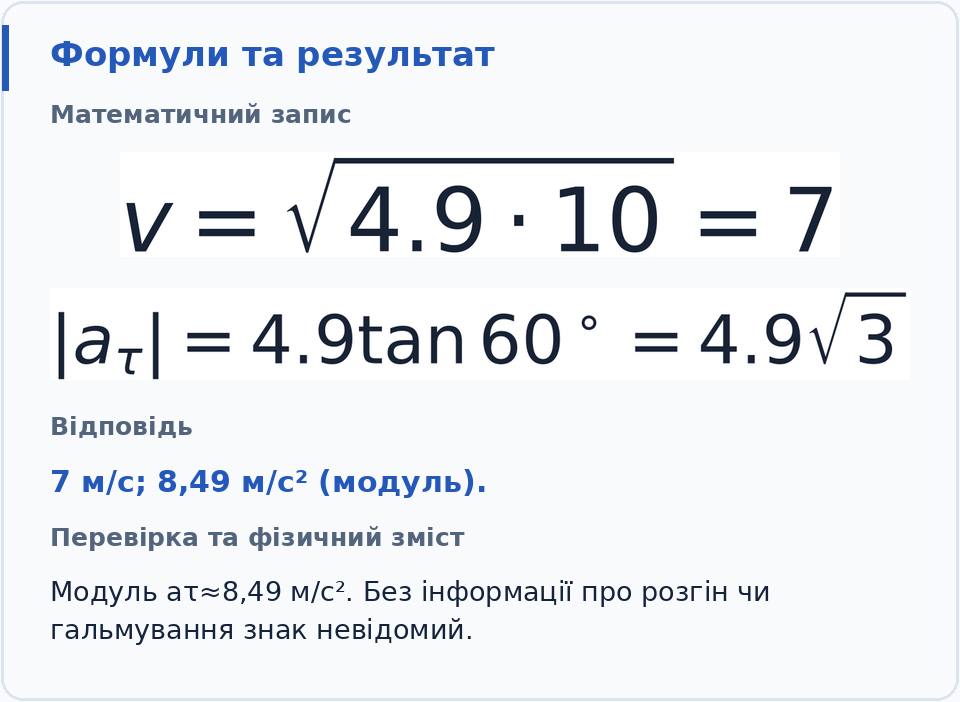 Формули та результат
Математичний запис
v = √4.9 · 10 = 7
|aτ| = 4.9tan 60° = 4.9√3
Відповідь
7 м/с; 8,49 м/с² (модуль).
Перевірка та фізичний зміст
Модуль aτ≈8,49 м/с². Без інформації про розгін чи
гальмування знак невідомий.